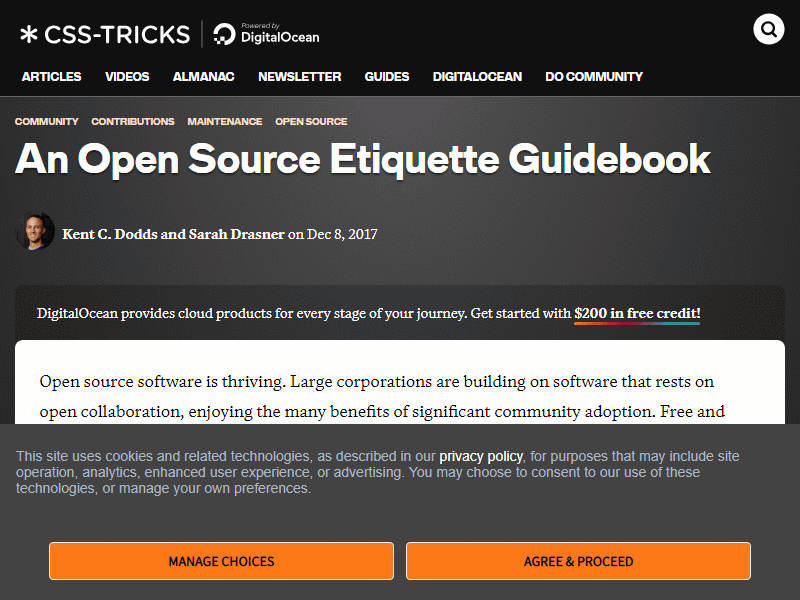 CSS-TRICKS
Powered by
DigitalOcean
ARTICLES VIDEOS ALMANAC NEWSLETTER GUIDES DIGITALOCEAN DO COMMUNITY
COMMUNITY CONTRIBUTIONS MAINTENANCE OPEN SOURCE
An Open Source Etiquette Guidebook
Kent C. Dodds and Sarah Drasner on Dec 8, 2017
DigitalOcean provides cloud products for every stage of your journey. Get started with $200 in free credit!
Open source software is thriving. Large corporations are building on software that rests on
open collaboration, enjoying the many benefits of significant community adoption. Free and
This site uses cookies and related technologies, as described in our privacy policy, for purposes that may include site
operation, analytics, enhanced user experience, or advertising. You may choose to consent to our use of these
technologies, or manage your own preferences.
MANAGE CHOICES AGREE & PROCEED